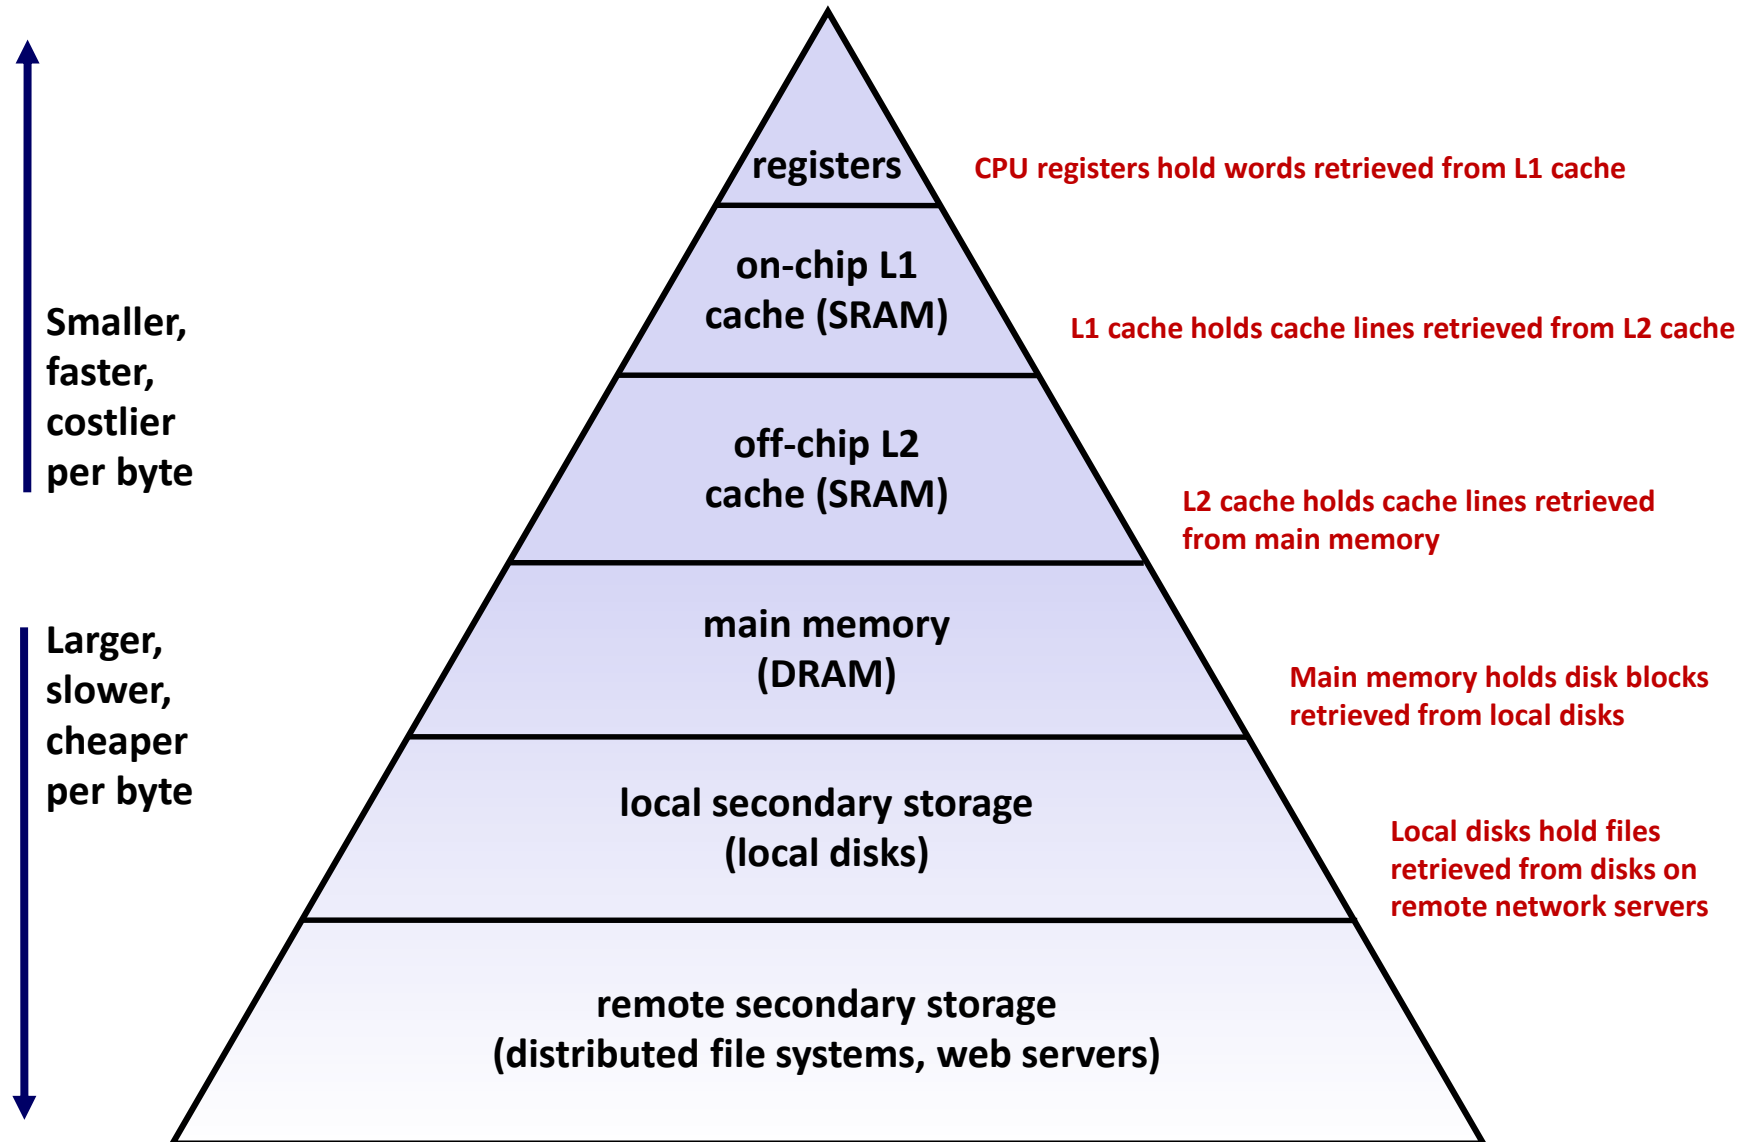 registers
CPU registers hold words retrieved from L1 cache
on-chip L1
cache (SRAM)
L1 cache holds cache lines retrieved from L2 cache
Smaller,
faster,
costlier
per byte
off-chip L2
cache (SRAM)
L2 cache holds cache lines retrieved
from main memory
Larger,
slower,
cheaper
per byte
main memory
(DRAM)
Main memory holds disk blocks
retrieved from local disks
local secondary storage
(local disks)
Local disks hold files
retrieved from disks on
remote network servers
remote secondary storage
(distributed file systems, web servers)